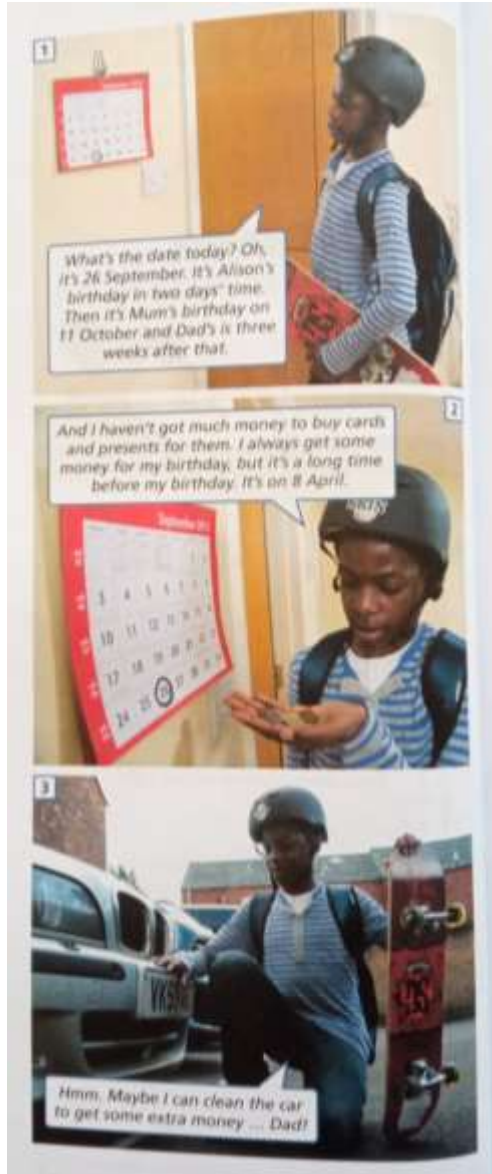 1
What's the date today? Oh,
it's 26 September. It's Alison's
birthday in two days' time.
Then it's Mum's birthday on
11 October and Dad's is three
weeks after that.
2
And I haven't got much money to buy cards
and presents for them. I always get some
money for my birthday, but it's a long time
before my birthday. It's on 8 April.
September
3 4 5 6 7 8
10 11 12 13 14 15
17 18 19 20 21 22
24 25 26 27 28 29 30
3
Hmm. Maybe I can clean the car
to get some extra money ... Dad!